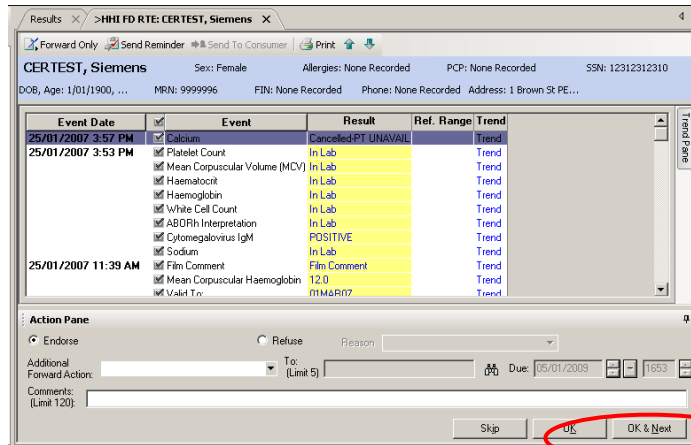 Results >HHI FD RTE: CERTEST, Siemens
Forward Only Send Reminder Send To Consumer Print
CERTEST, Siemens Sex: Female Allergies: None Recorded PCP: None Recorded SSN: 12312312310
DOB, Age: 1/01/1900, ... MRN: 9999996 FIN: None Recorded Phone: None Recorded Address: 1 Brown St PE...
Event Date Event Result Ref. Range Trend
25/01/2007 3:57 PM Calcium Cancelled-PT UNAVAIL Trend
25/01/2007 3:53 PM Platelet Count In Lab Trend
Mean Corpuscular Volume (MCV) In Lab Trend
Haematocrit In Lab Trend
Haemoglobin In Lab Trend
White Cell Count In Lab Trend
ABORh Interpretation In Lab Trend
Cytomegalovirus IgM POSITIVE Trend
Sodium In Lab Trend
25/01/2007 11:39 AM Film Comment Film Comment Trend
Mean Corpuscular Haemoglobin 12.0 Trend
Valid To: 01MAR07 Trend
Trend Pane
Action Pane
Endorse Refuse Reason
Additional Forward Action: To: (Limit 5) Due: 05/01/2009 1653
Comments: (Limit 120):
Skip OK OK & Next